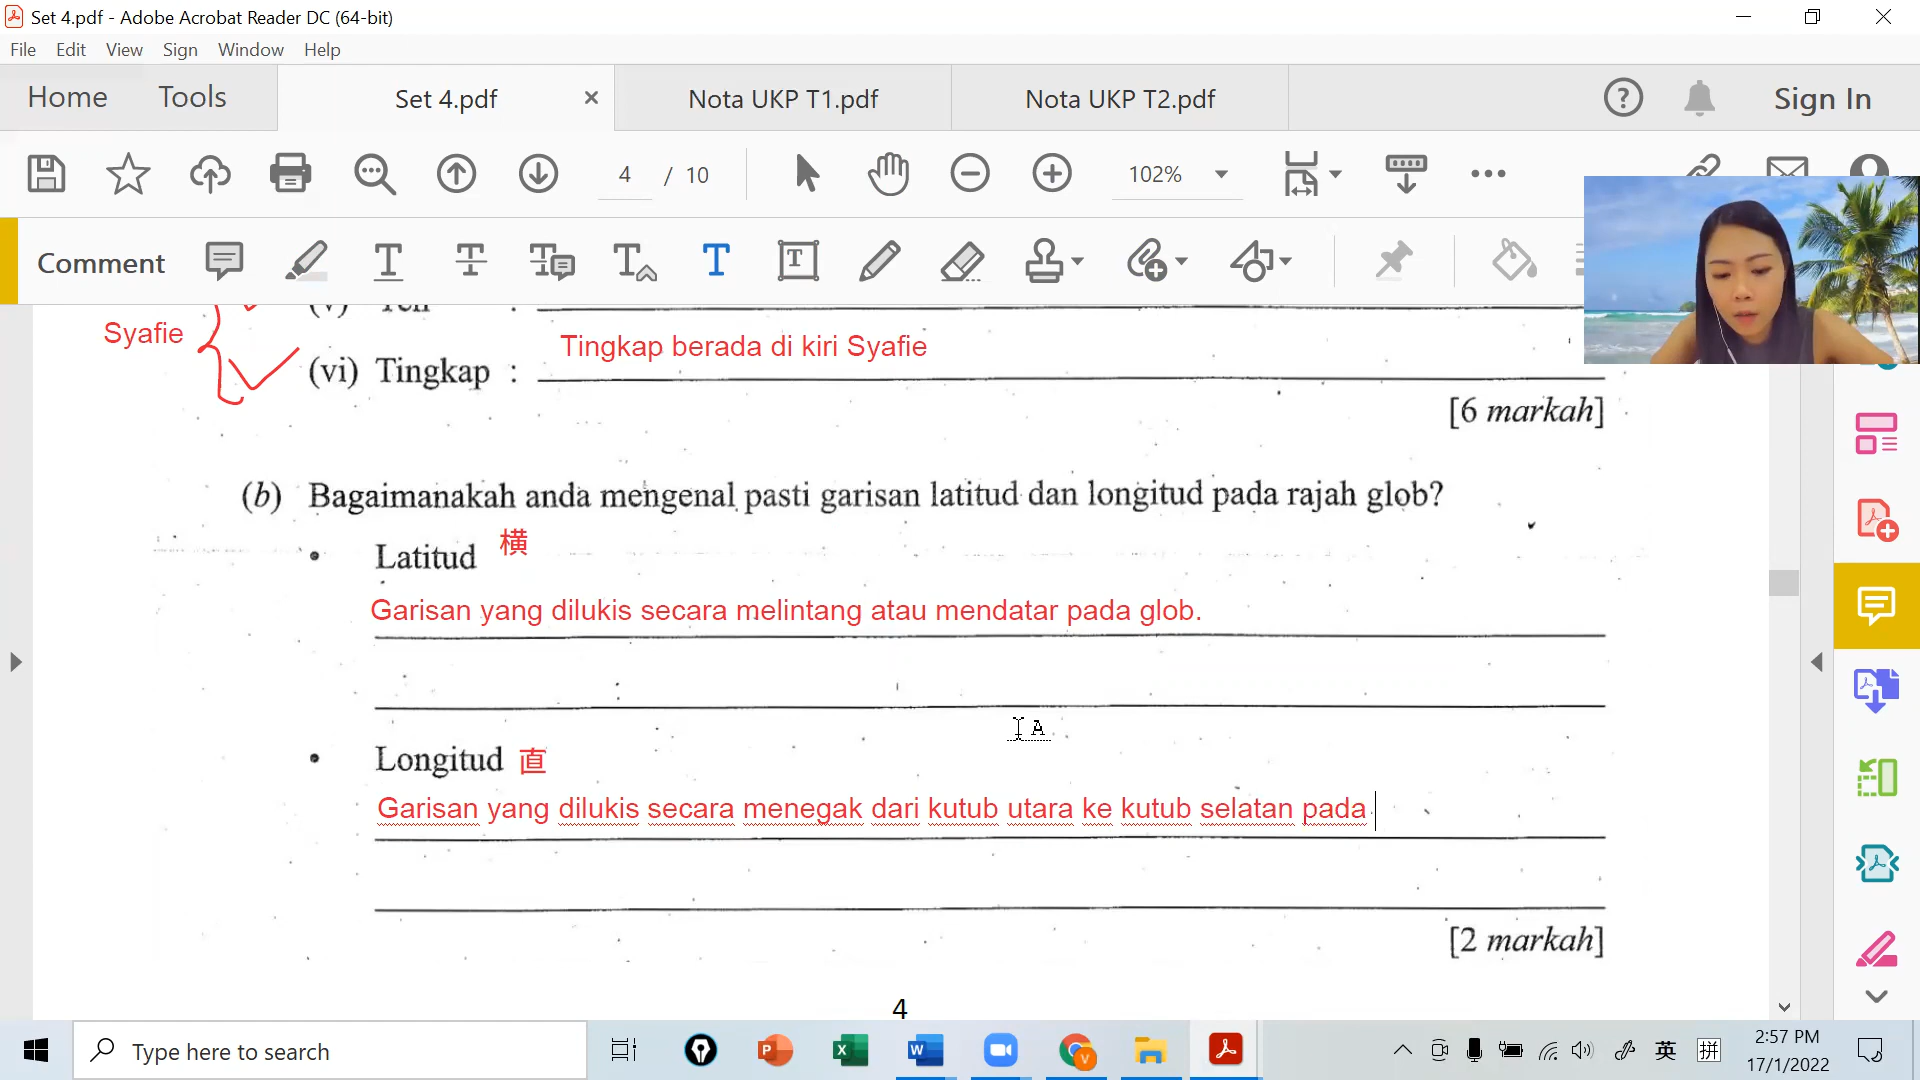 Set 4.pdf - Adobe Acrobat Reader DC (64-bit)
File Edit View Sign Window Help
Home Tools Set 4.pdf Nota UKP T1.pdf Nota UKP T2.pdf Sign In
4 / 10 102%
Comment
Syafie
Tingkap berada di kiri Syafie
(vi) Tingkap :
[6 markah]
(b) Bagaimanakah anda mengenal pasti garisan latitud dan longitud pada rajah glob?
• Latitud 横
Garisan yang dilukis secara melintang atau mendatar pada glob.
• Longitud 直
Garisan yang dilukis secara menegak dari kutub utara ke kutub selatan pada
[2 markah]
4
Type here to search
英 拼
2:57 PM
17/1/2022